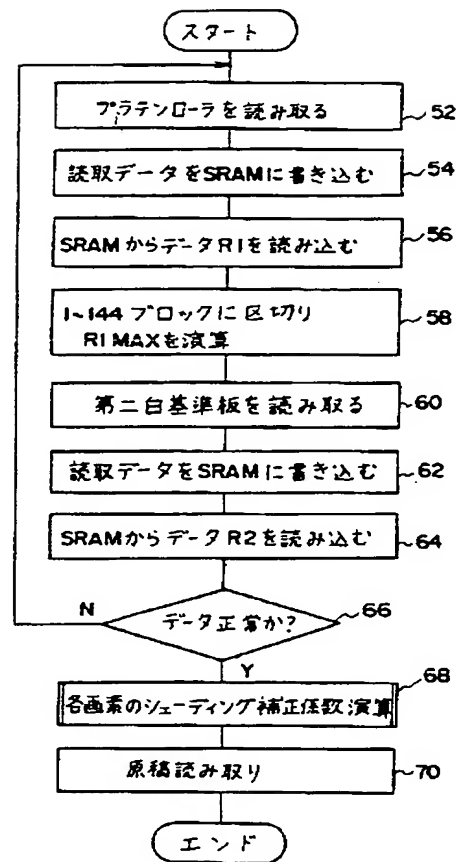 スタート
プラテンローラを読み取る
52
読取データをSRAMに書き込む
54
SRAMからデータR1を読み込む
56
1~144ブロックに区切り
R1MAXを演算
58
第二白基準板を読み取る
60
読取データをSRAMに書き込む
62
SRAMからデータR2を読み込む
64
N
データ正常か?
66
Y
68
各画素のシェーディング補正係数演算
原稿読み取り
70
エンド